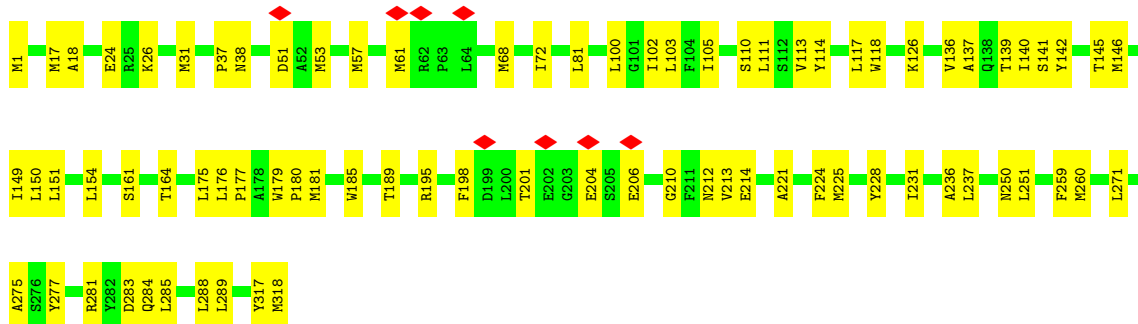 M1 M17 A18 E24 R25 K26 M31 P37 N38 D51 A52 M53 M57 M61 R62 P63 L64 M68 I72 L81 L100 G101 I102 L103 F104 I105 S110 L111 S112 V113 Y114 L117 W118 K126 V136 A137 Q138 T139 I140 S141 Y142 T145 M146
I149 L150 L151 L154 S161 T164 L175 L176 P177 A178 W179 P180 M181 W185 T189 R195 F198 D199 L200 T201 E202 G203 E204 S205 E206 G210 F211 N212 V213 E214 A221 F224 M225 Y228 I231 A236 L237 N250 L251 F259 M260 L271
A275 S276 Y277 R281 Y282 D283 Q284 L285 L288 L289 Y317 M318